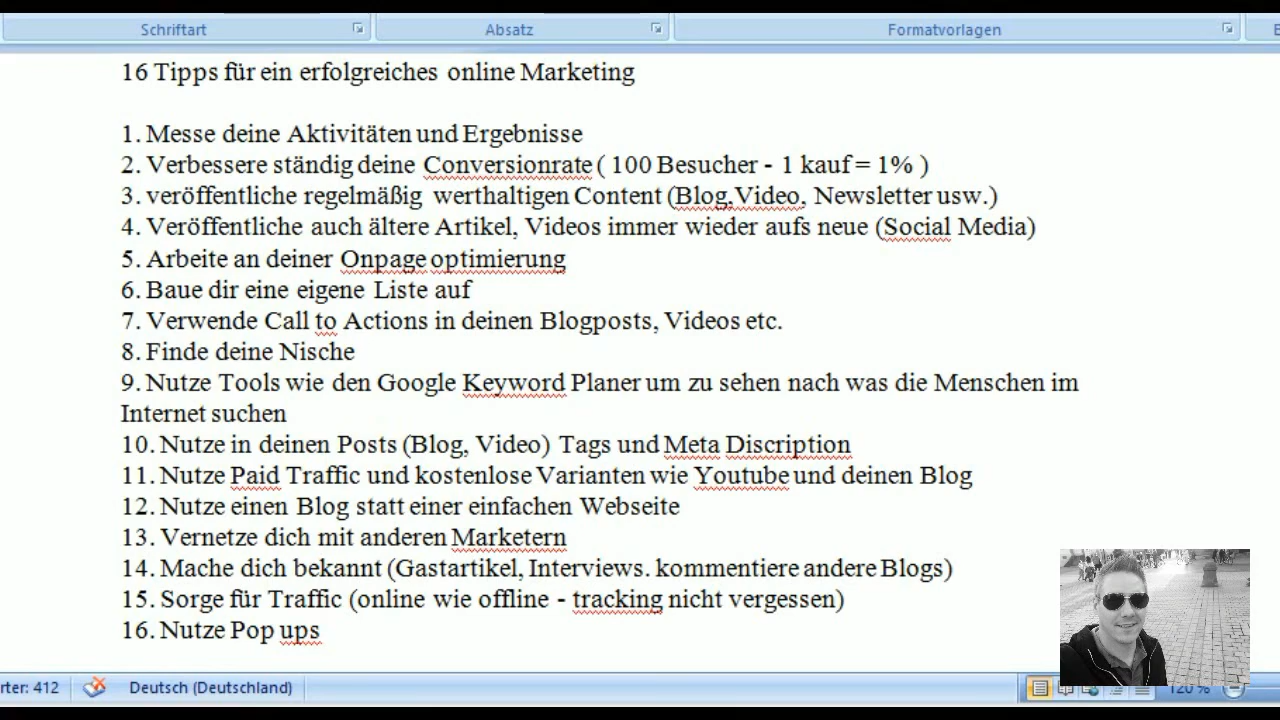 Schriftart Absatz Formatvorlagen
16 Tipps für ein erfolgreiches online Marketing
1. Messe deine Aktivitäten und Ergebnisse
2. Verbessere ständig deine Conversionrate ( 100 Besucher - 1 kauf = 1% )
3. veröffentliche regelmäßig werthaltigen Content (Blog,Video, Newsletter usw.)
4. Veröffentliche auch ältere Artikel, Videos immer wieder aufs neue (Social Media)
5. Arbeite an deiner Onpage optimierung
6. Baue dir eine eigene Liste auf
7. Verwende Call to Actions in deinen Blogposts, Videos etc.
8. Finde deine Nische
9. Nutze Tools wie den Google Keyword Planer um zu sehen nach was die Menschen im
Internet suchen
10. Nutze in deinen Posts (Blog, Video) Tags und Meta Discription
11. Nutze Paid Traffic und kostenlose Varianten wie Youtube und deinen Blog
12. Nutze einen Blog statt einer einfachen Webseite
13. Vernetze dich mit anderen Marketern
14. Mache dich bekannt (Gastartikel, Interviews. kommentiere andere Blogs)
15. Sorge für Traffic (online wie offline - tracking nicht vergessen)
16. Nutze Pop ups
rter: 412 Deutsch (Deutschland) 120 %